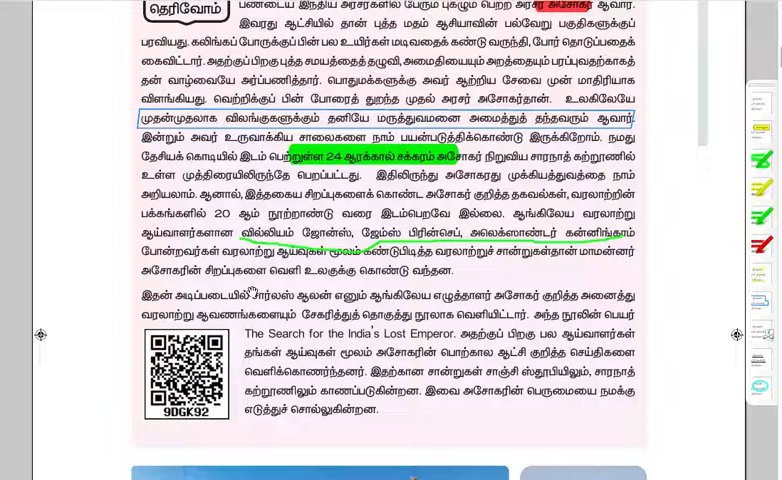 தெரிவோம்
பண்டைய இந்திய அரசர்களில் பெரும் புகழும் பெற்ற அரசர் அசோகர் ஆவார்.
இவரது ஆட்சியில் தான் புத்த மதம் ஆசியாவின் பல்வேறு பகுதிகளுக்குப்
பரவியது. கலிங்கப் போருக்குப் பின் பல உயிர்கள் மடிவதைக் கண்டு வருந்தி, போர் தொடுப்பதைக்
கைவிட்டார். அதற்குப் பிறகு புத்த சமயத்தைத் தழுவி, அமைதியையும் அறத்தையும் பரப்புவதற்காகத்
தன் வாழ்வையே அர்ப்பணித்தார். பொதுமக்களுக்கு அவர் ஆற்றிய சேவை முன் மாதிரியாக
விளங்கியது. வெற்றிக்குப் பின் போரைத் துறந்த முதல் அரசர் அசோகர்தான். உலகிலேயே
முதன்முதலாக விலங்குகளுக்கும் தனியே மருத்துவமனை அமைத்துத் தந்தவரும் ஆவார்.
இன்றும் அவர் உருவாக்கிய சாலைகளை நாம் பயன்படுத்திக்கொண்டு இருக்கிறோம். நமது
தேசியக் கொடியில் இடம் பெற்றுள்ள 24 ஆரக்கால் சக்கரம் அசோகர் நிறுவிய சாரநாத் கற்றூணில்
உள்ள முத்திரையிலிருந்தே பெறப்பட்டது. இதிலிருந்து அசோகரது முக்கியத்துவத்தை நாம்
அறியலாம். ஆனால், இத்தகைய சிறப்புகளைக் கொண்ட அசோகர் குறித்த தகவல்கள், வரலாற்றின்
பக்கங்களில் 20 ஆம் நூற்றாண்டு வரை இடம்பெறவே இல்லை. ஆங்கிலேய வரலாற்று
ஆய்வாளர்களான வில்லியம் ஜோன்ஸ், ஜேம்ஸ் பிரின்செப், அலெக்ஸாண்டர் கன்னிங்காம்
போன்றவர்கள் வரலாற்று ஆய்வுகள் மூலம் கண்டுபிடித்த வரலாற்றுச் சான்றுகள்தான் மாமன்னர்
அசோகரின் சிறப்புகளை வெளி உலகுக்கு கொண்டு வந்தன.
இதன் அடிப்படையில் சார்லஸ் ஆலன் எனும் ஆங்கிலேய எழுத்தாளர் அசோகர் குறித்த அனைத்து
வரலாற்று ஆவணங்களையும் சேகரித்துத் தொகுத்து நூலாக வெளியிட்டார். அந்த நூலின் பெயர்
The Search for the India's Lost Emperor. அதற்குப் பிறகு பல ஆய்வாளர்கள்
தங்கள் ஆய்வுகள் மூலம் அசோகரின் பொற்கால ஆட்சி குறித்த செய்திகளை
வெளிக்கொணர்ந்தனர். இதற்கான சான்றுகள் சாஞ்சி ஸ்தூபியிலும், சாரநாத்
கற்றூணிலும் காணப்படுகின்றன. இவை அசோகரின் பெருமையை நமக்கு
எடுத்துச் சொல்லுகின்றன.
9DGK92